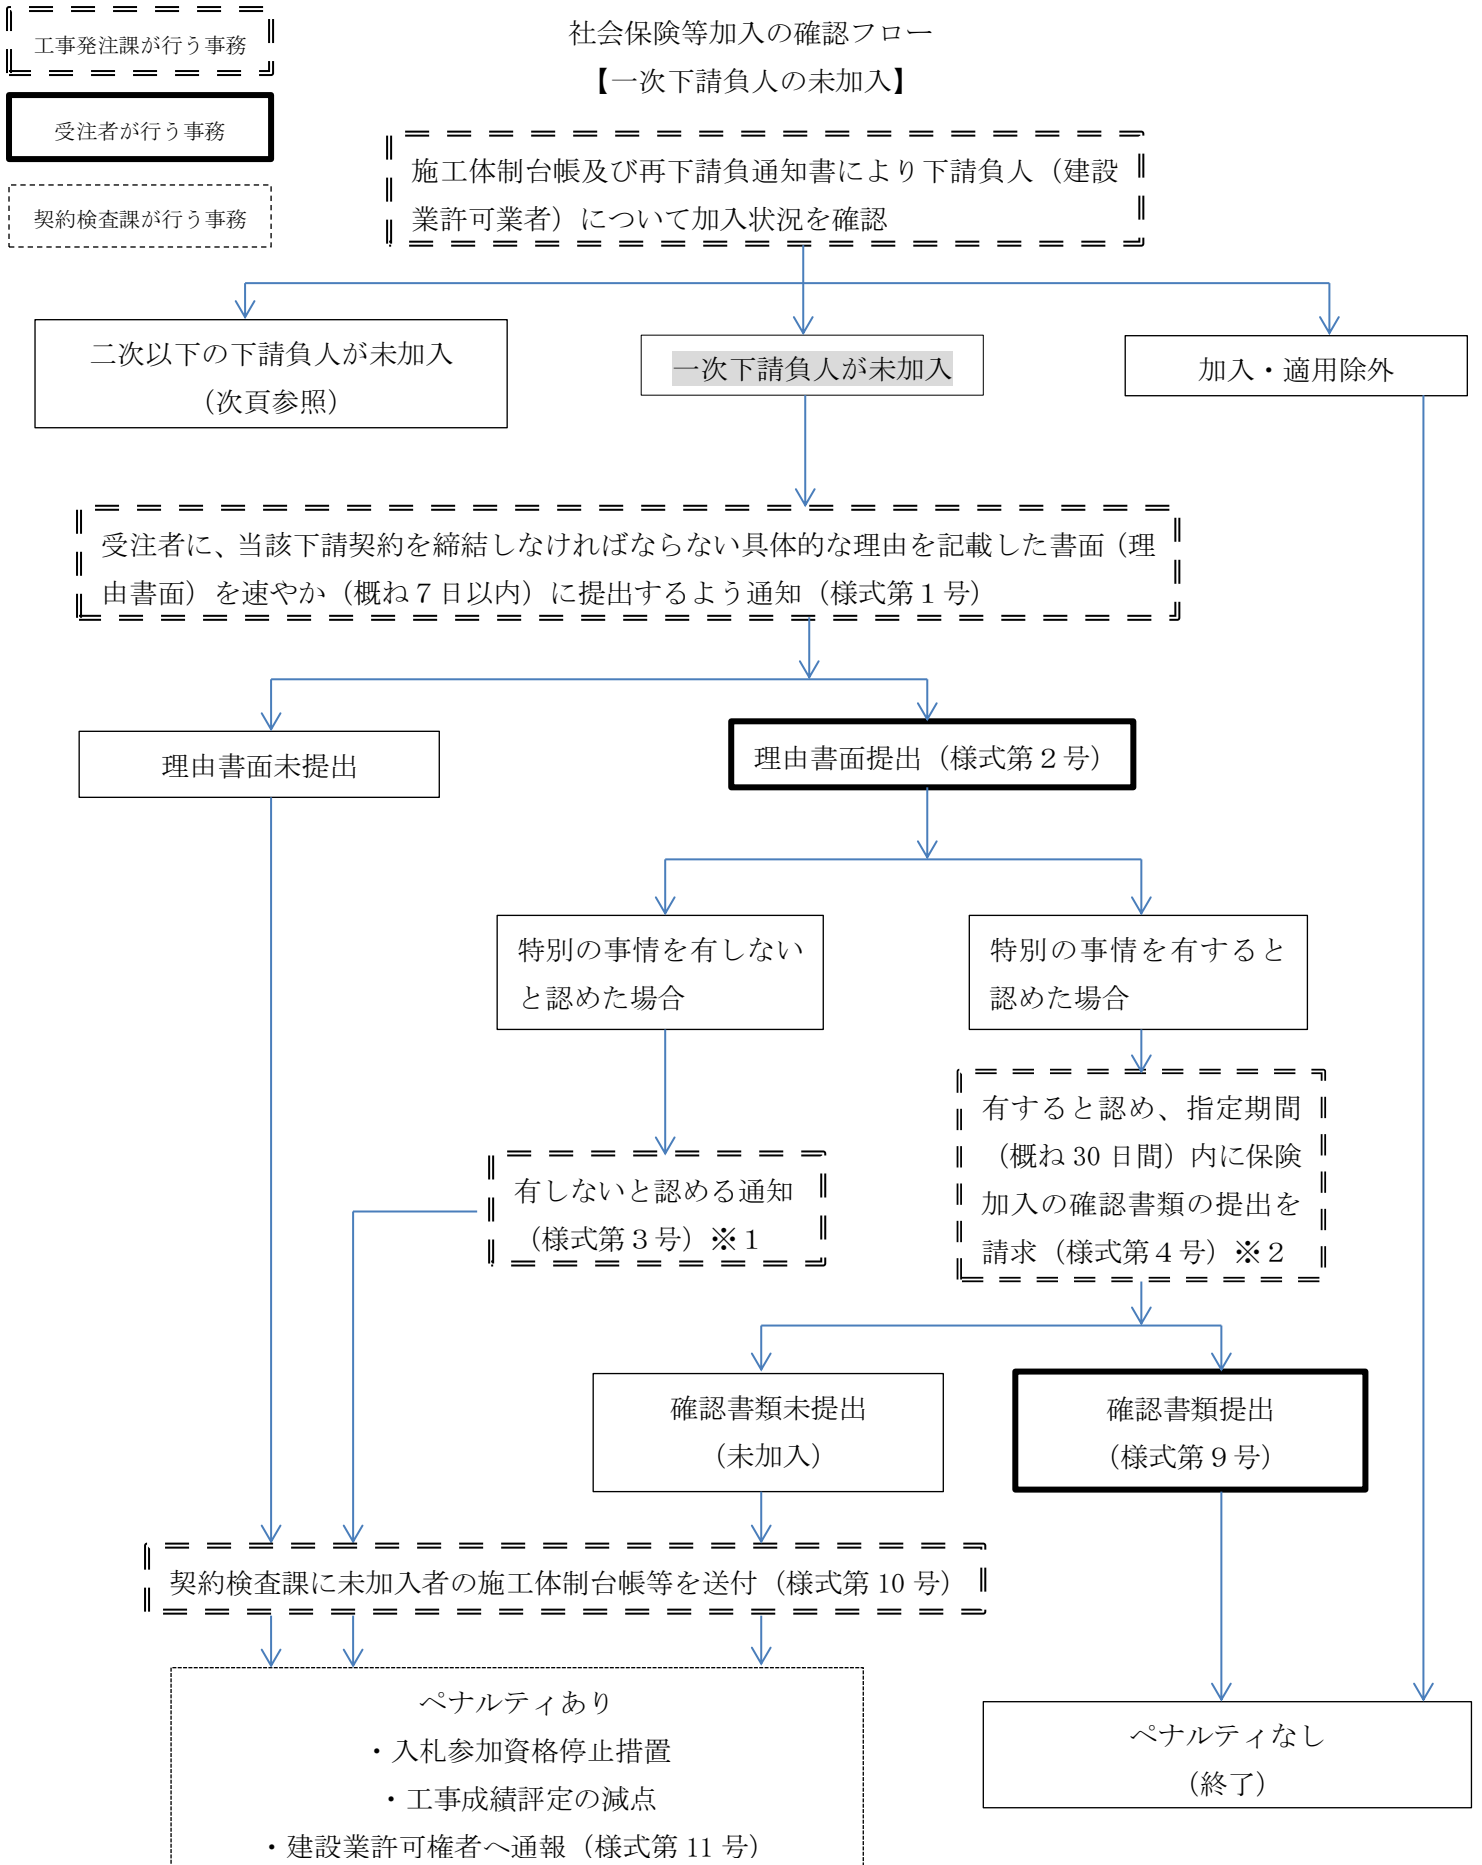 工事発注課が行う事務
受注者が行う事務
契約検査課が行う事務
社会保険等加入の確認フロー
【一次下請負人の未加入】
施工体制台帳及び再下請負通知書により下請負人（建設
業許可業者）について加入状況を確認
二次以下の下請負人が未加入
（次頁参照）
一次下請負人が未加入
加入・適用除外
受注者に、当該下請契約を締結しなければならない具体的な理由を記載した書面（理
由書面）を速やか（概ね７日以内）に提出するよう通知（様式第１号）
理由書面未提出
理由書面提出（様式第２号）
特別の事情を有しない
と認めた場合
特別の事情を有すると
認めた場合
有しないと認める通知
（様式第３号）※１
有すると認め、指定期間
（概ね 30 日間）内に保険
加入の確認書類の提出を
請求（様式第４号）※２
確認書類未提出
（未加入）
確認書類提出
（様式第９号）
契約検査課に未加入者の施工体制台帳等を送付（様式第 10 号）
ペナルティあり
・入札参加資格停止措置
・工事成績評定の減点
・建設業許可権者へ通報（様式第 11 号）
ペナルティなし
（終了）